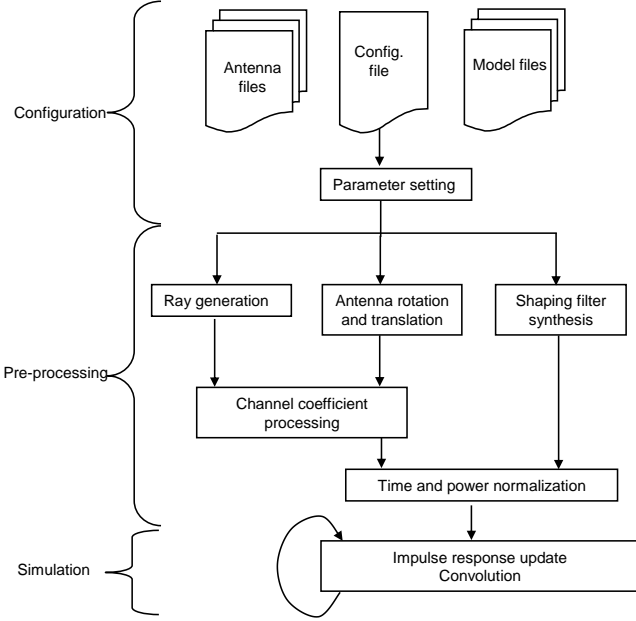 Antenna
files
Config.
file
Model files
Configuration
Parameter setting
Ray generation
Antenna rotation
and translation
Shaping filter
synthesis
Pre-processing
Channel coefficient
processing
Time and power normalization
Simulation
Impulse response update
Convolution